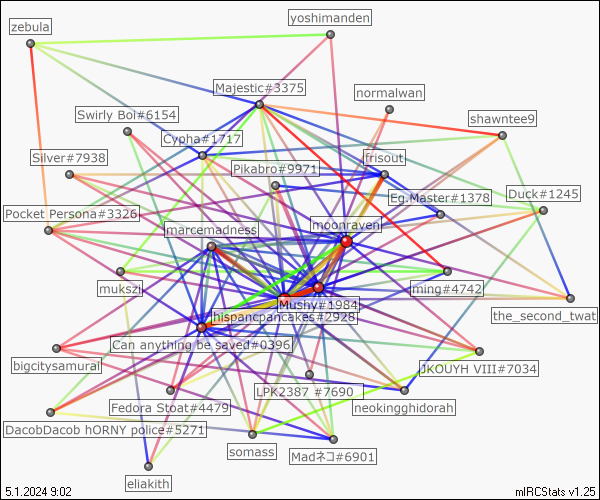 yoshimanden
zebula
Majestic#3375
normalwan
Swirly Boi#6154
shawntee9
Cypha#1717
Silver#7938
frisout
Pikabro#9971
Eg.Master#1378
Duck#1245
Pocket Persona#3326
moonraven
marcemadness
mukszi
ming#4742
Mushy#1984
the_second_twat
hispancpancakes#2928
Can anything be saved#0396
bigcitysamurai
JKOUYH VIII#7034
LPK2387 #7690
Fedora Stoat#4479
neokingghidorah
DacobDacob hORNY police#5271
somass
Madネコ#6901
eliakith
5.1.2024 9:02
mIRCStats v1.25